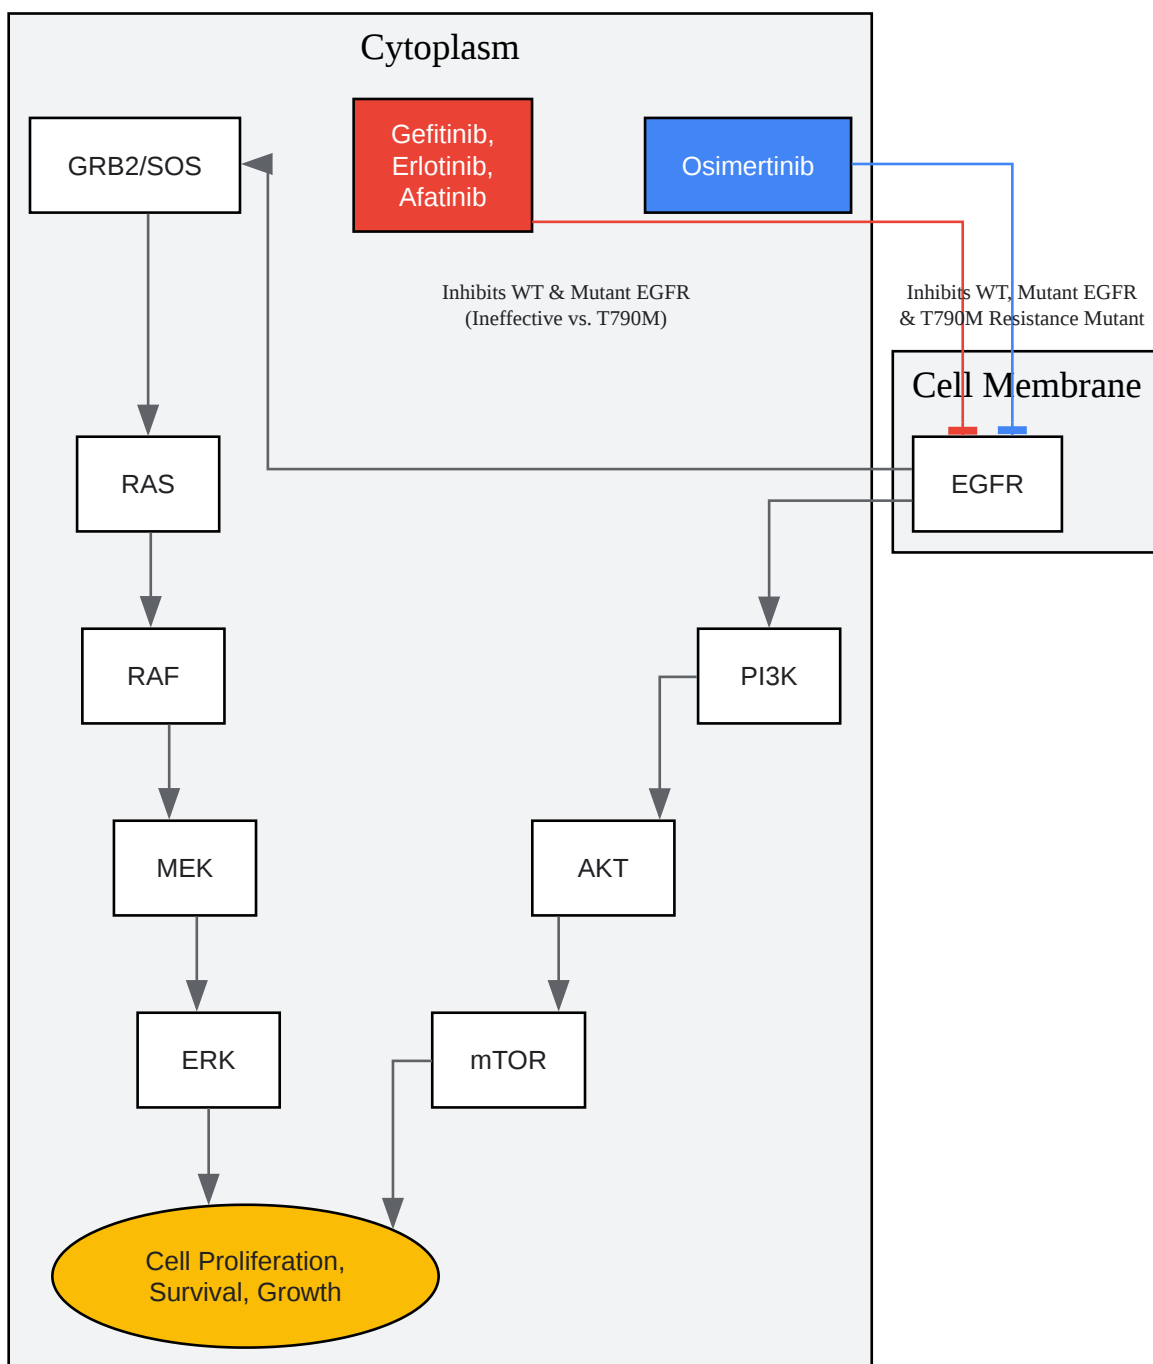 Cytoplasm
GRB2/SOS
Gefitinib,
Erlotinib,
Afatinib
Osimertinib
Inhibits WT & Mutant EGFR
(Ineffective vs. T790M)
Inhibits WT, Mutant EGFR
& T790M Resistance Mutant
Cell Membrane
RAS
EGFR
RAF
PI3K
MEK
AKT
ERK
mTOR
Cell Proliferation,
Survival, Growth